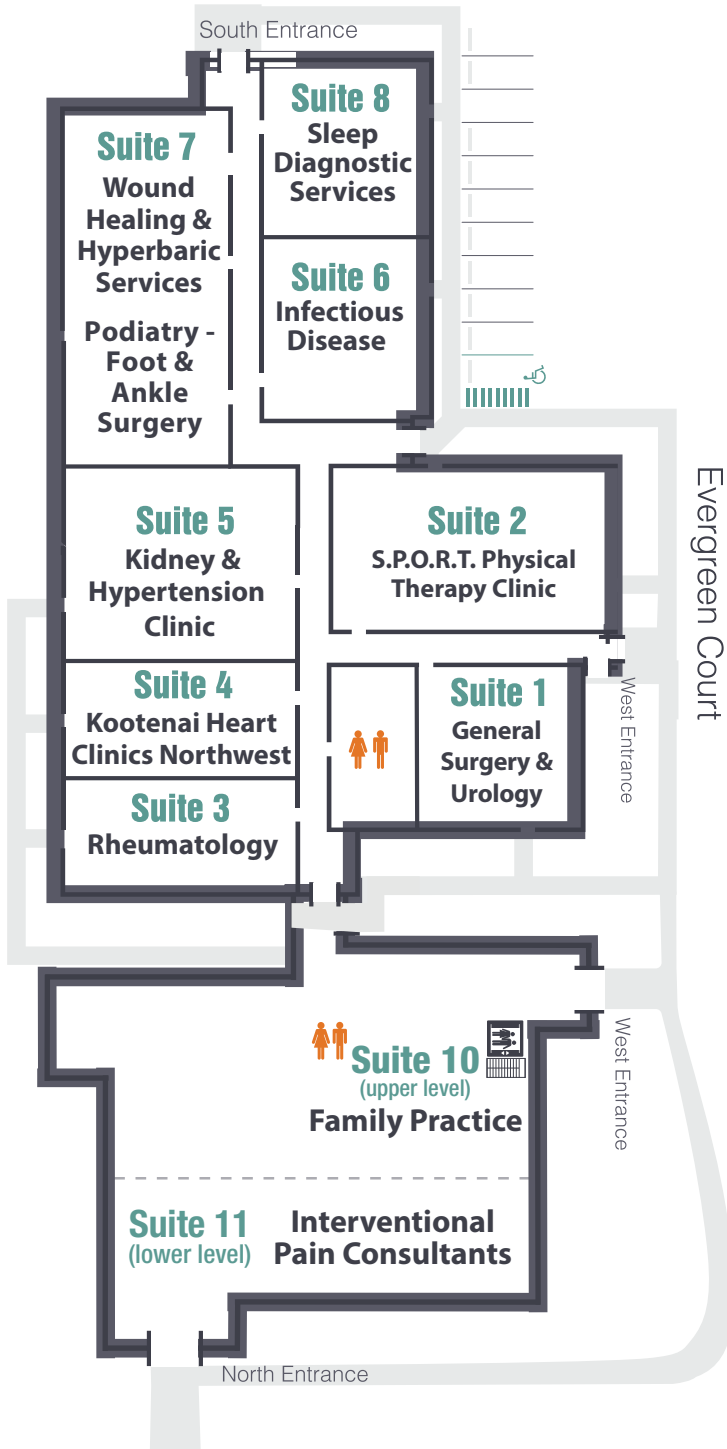 South Entrance
Suite 8
Sleep
Diagnostic
Services
Suite 7
Wound
Healing &
Hyperbaric
Services
Podiatry -
Foot &
Ankle
Surgery
Suite 6
Infectious
Disease
Suite 5
Kidney &
Hypertension
Clinic
Suite 2
S.P.O.R.T. Physical
Therapy Clinic
Evergreen Court
Suite 4
Kootenai Heart
Clinics Northwest
Suite 1
General
Surgery &
Urology
West Entrance
Suite 3
Rheumatology
West Entrance
Suite 10
(upper level)
Family Practice
Suite 11
(lower level)
Interventional
Pain Consultants
North Entrance